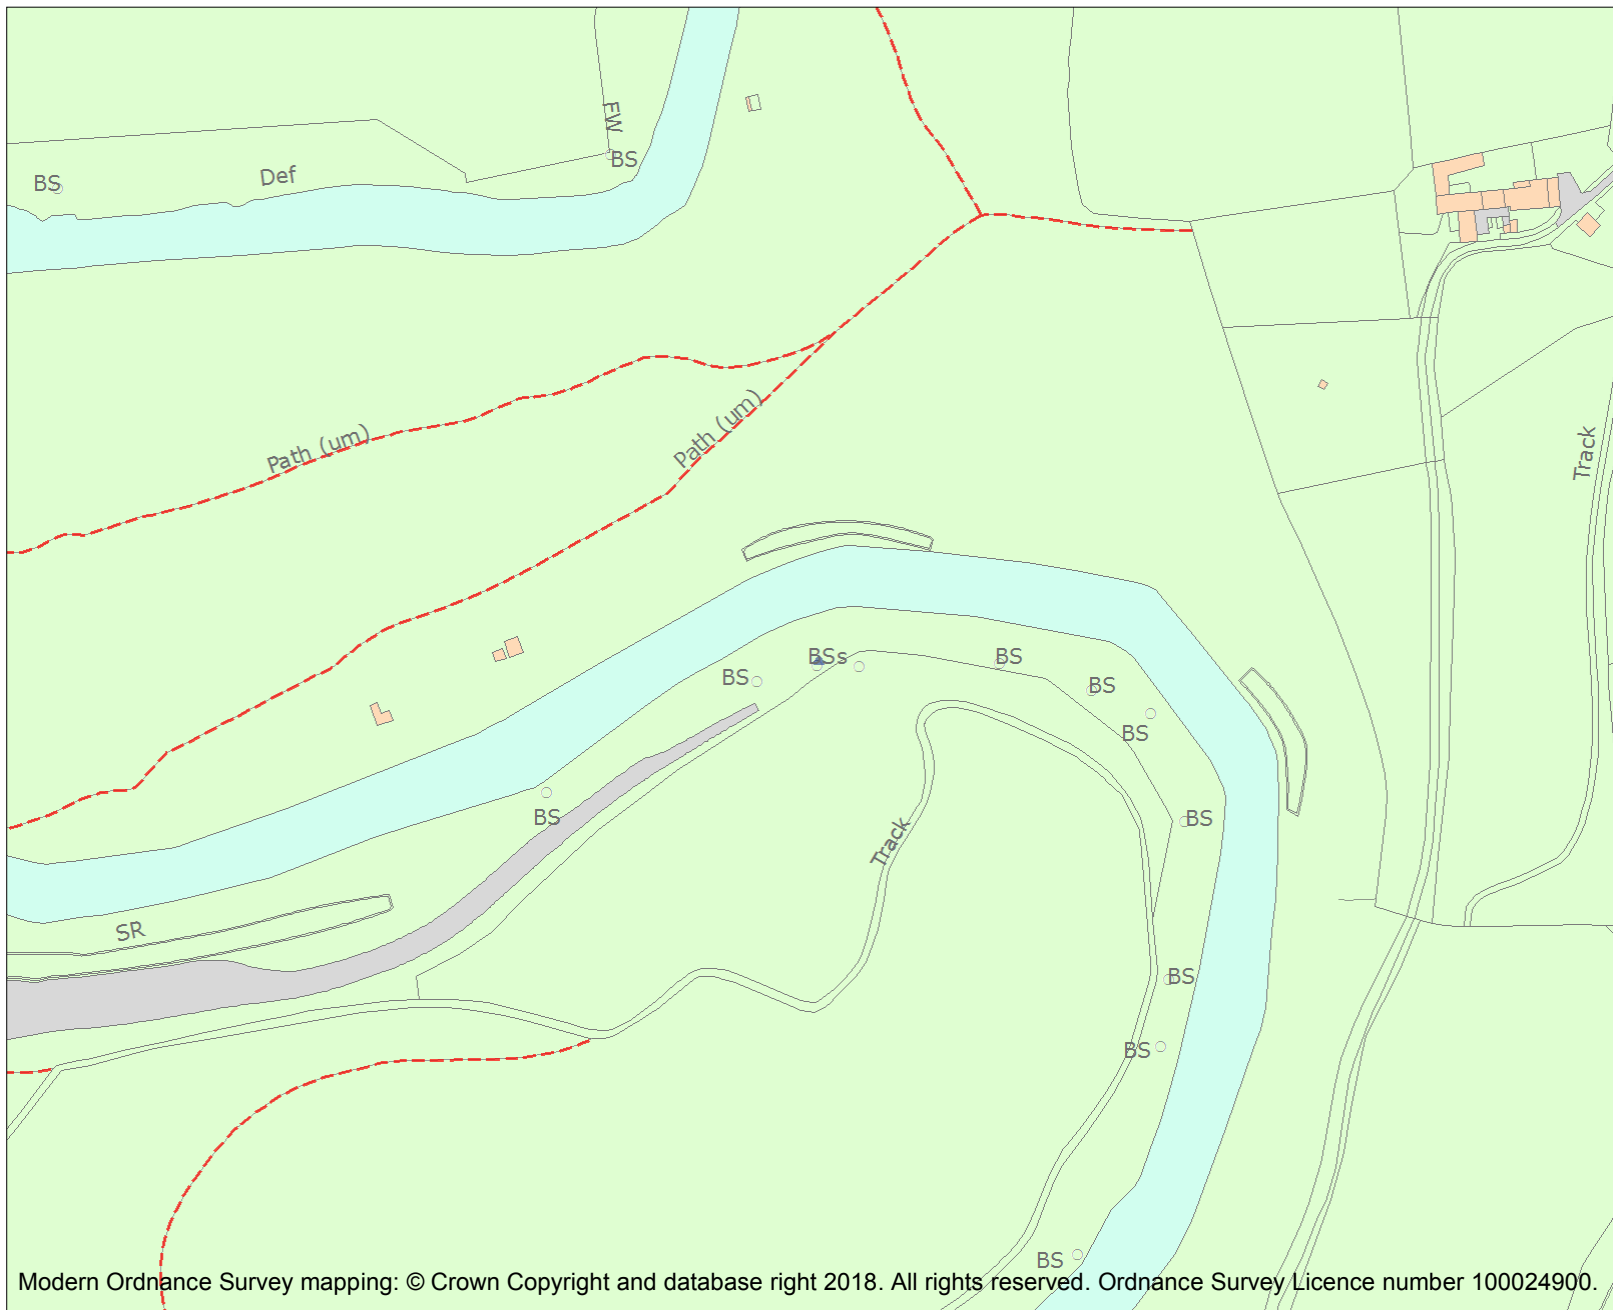 FW
BS
Def
BS
Path (um)
Path (um)
Track
BSs
BS
BS
BS
BS
BS
BS
Track
SR
BS
BS
BS
Modern Ordnance Survey mapping: © Crown Copyright and database right 2018. All rights reserved. Ordnance Survey Licence number 100024900.